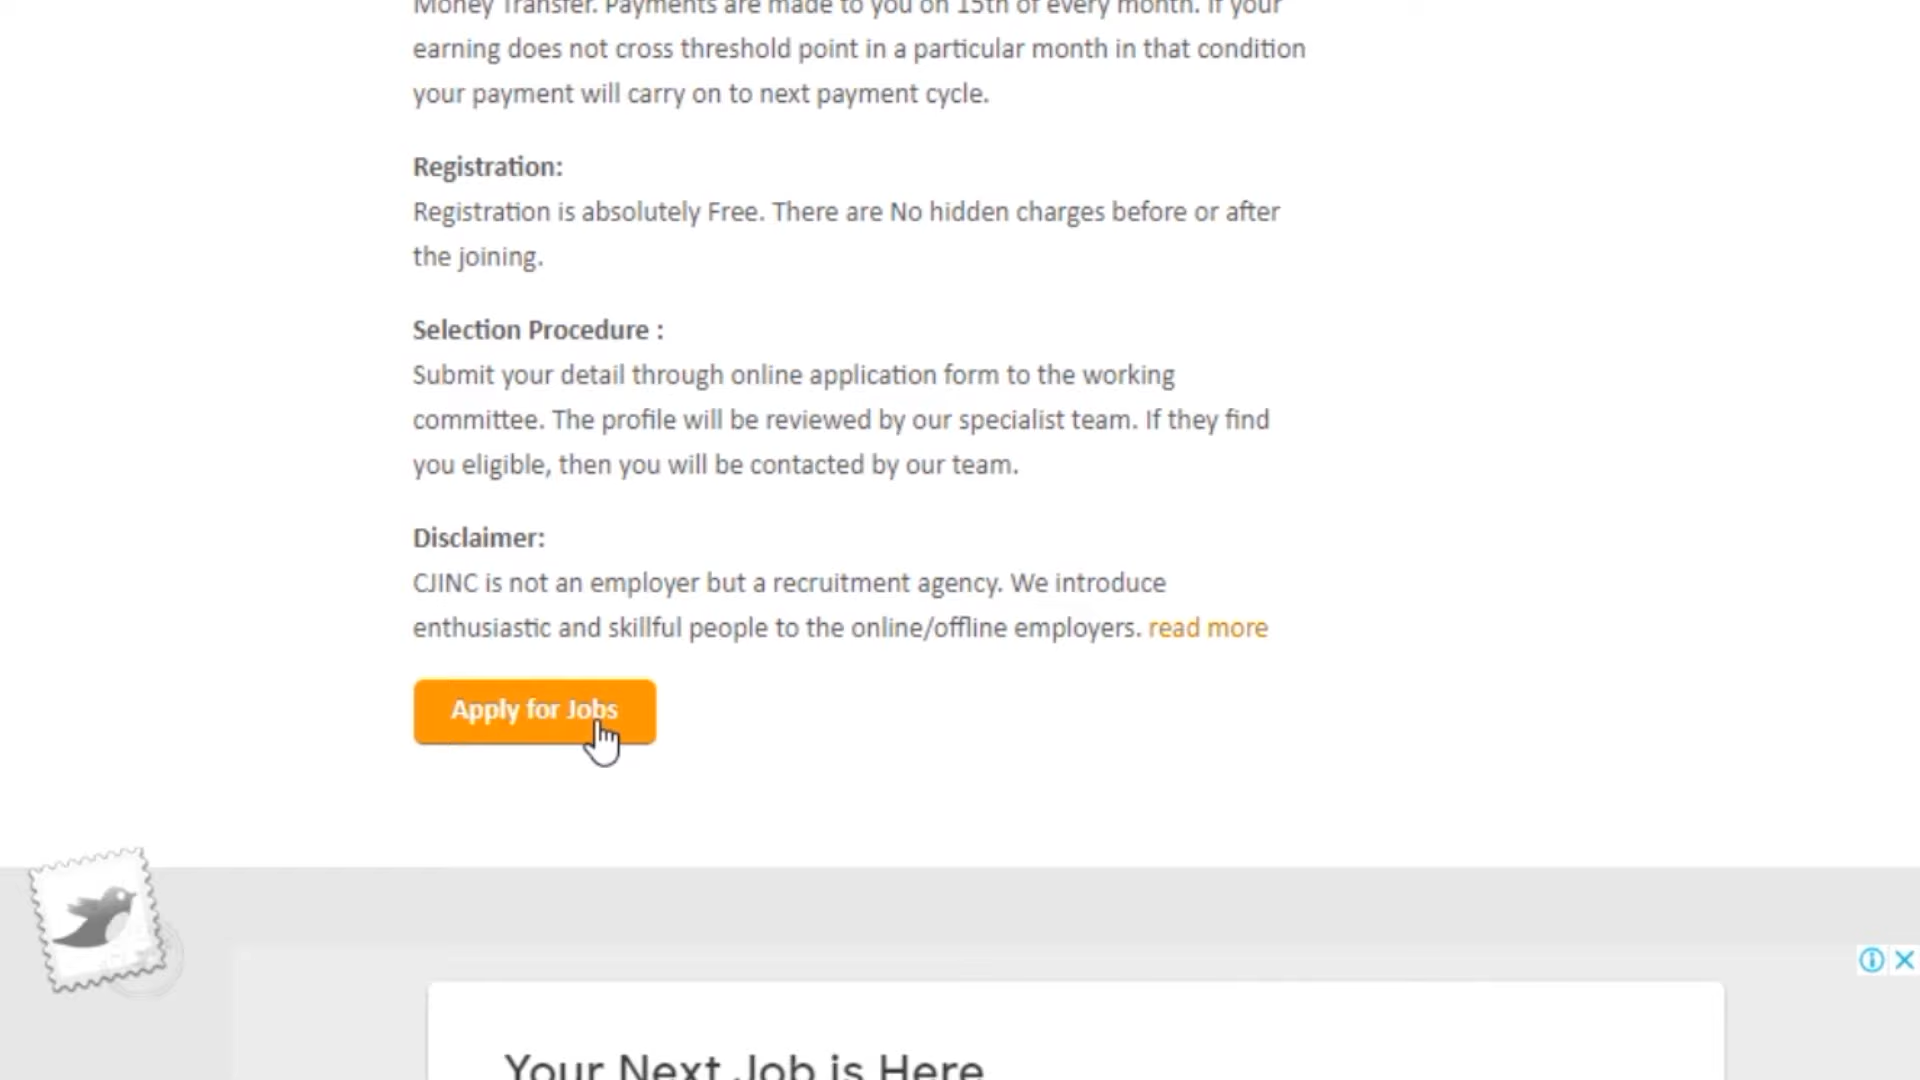 Money Transfer. Payments are made to you on 15th of every month. If your
earning does not cross threshold point in a particular month in that condition
your payment will carry on to next payment cycle.
Registration:
Registration is absolutely Free. There are No hidden charges before or after
the joining.
Selection Procedure :
Submit your detail through online application form to the working
committee. The profile will be reviewed by our specialist team. If they find
you eligible, then you will be contacted by our team.
Disclaimer:
CJINC is not an employer but a recruitment agency. We introduce
enthusiastic and skillful people to the online/offline employers. read more
Apply for Jobs
Your Next Job is Here